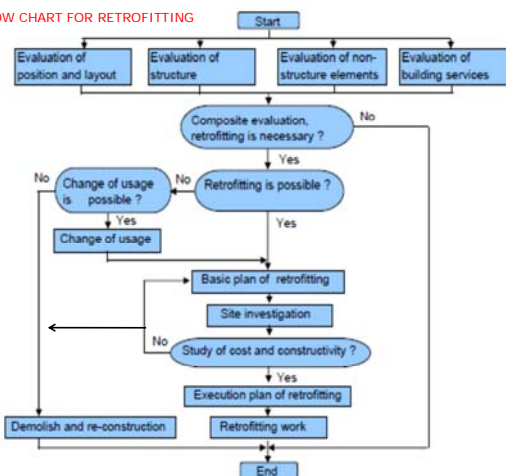 OW CHART FOR RETROFITTING
Start
Evaluation of
position and layout
Evaluation of
structure
Evaluation of non-
structure elements
Evaluation of
building services
Composite evaluation,
retrofitting is necessary ?
No
Yes
Retrofitting is possible ?
No
Change of usage
is possible ?
No
Yes
Yes
Change of usage
Basic plan of retrofitting
Site investigation
Study of cost and constructivity ?
No
Yes
Execution plan of retrofitting
Demolish and re-construction
Retrofitting work
End